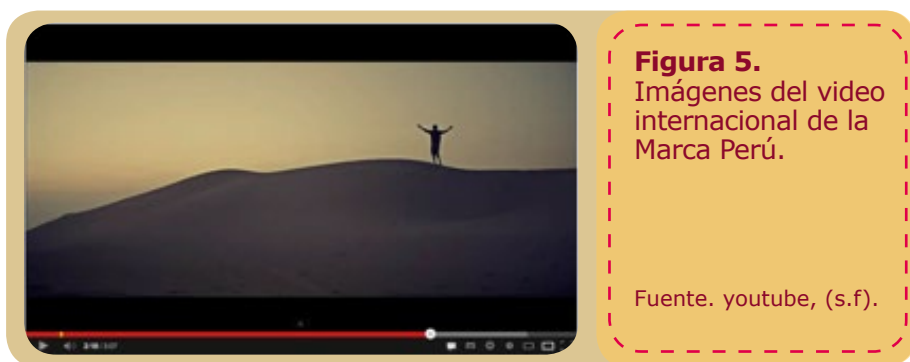 Figura 5.
Imágenes del video
internacional de la
Marca Perú.
Fuente. youtube, (s.f).